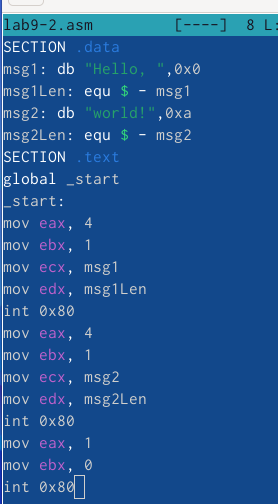 lab9-2.asm [----] 8 L:
SECTION .data
msg1: db "Hello, ",0x0
msg1Len: equ $ - msg1
msg2: db "world!",0xa
msg2Len: equ $ - msg2
SECTION .text
global _start
_start:
mov eax, 4
mov ebx, 1
mov ecx, msg1
mov edx, msg1Len
int 0x80
mov eax, 4
mov ebx, 1
mov ecx, msg2
mov edx, msg2Len
int 0x80
mov eax, 1
mov ebx, 0
int 0x80